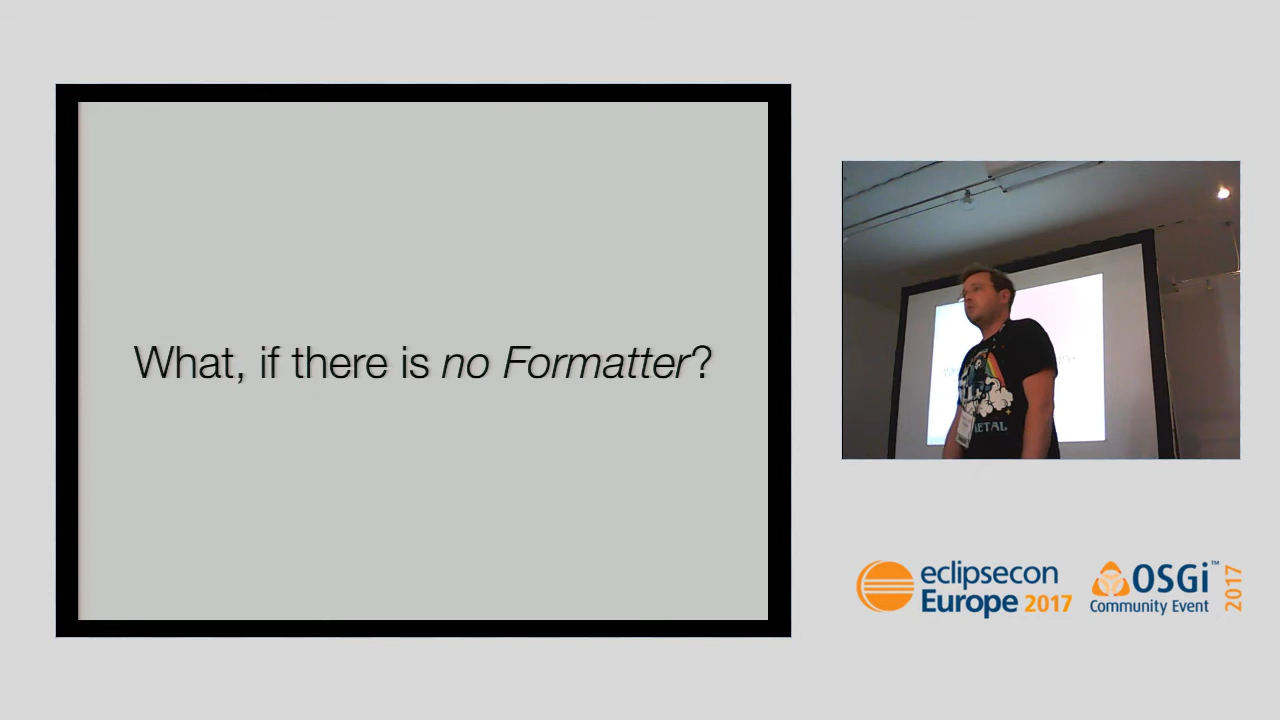 What, if there is no Formatter?
METAL
eclipsecon
Europe 2017
OSGi™
Community Event
2017